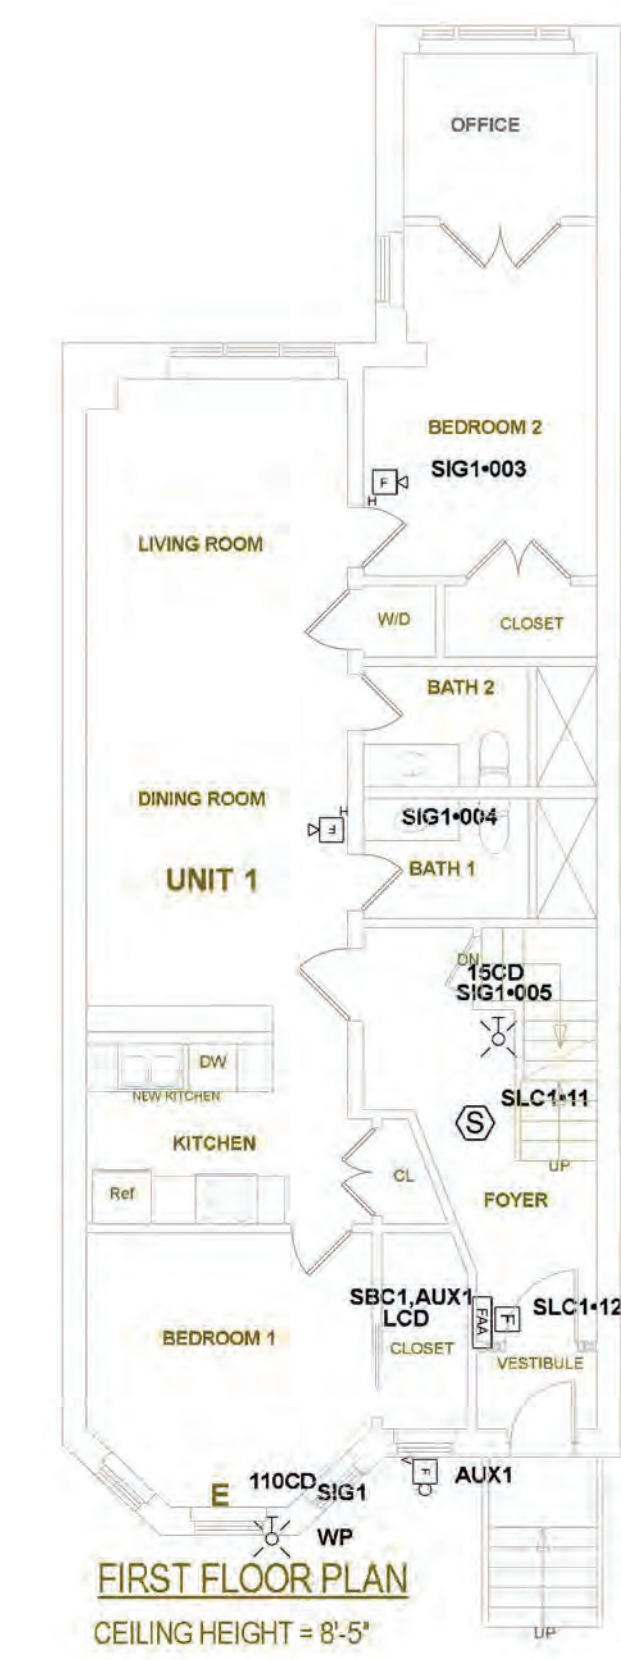 OFFICE
BEDROOM 2
SIG1•003
F
H
LIVING ROOM
W/D
CLOSET
BATH 2
DINING ROOM
H
F
SIG1•004
UNIT 1
BATH 1
DN
15CD
SIG1•005
T
DW
NEW KITCHEN
SLC1•11
S
KITCHEN
UP
CL
Ref
FOYER
SBC1,AUX1
LCD
FAA
F
SLC1•12
BEDROOM 1
CLOSET
VESTIBULE
V
F
AUX1
110CD
SIG1
E
T
WP
FIRST FLOOR PLAN
CEILING HEIGHT = 8'-5"
UP